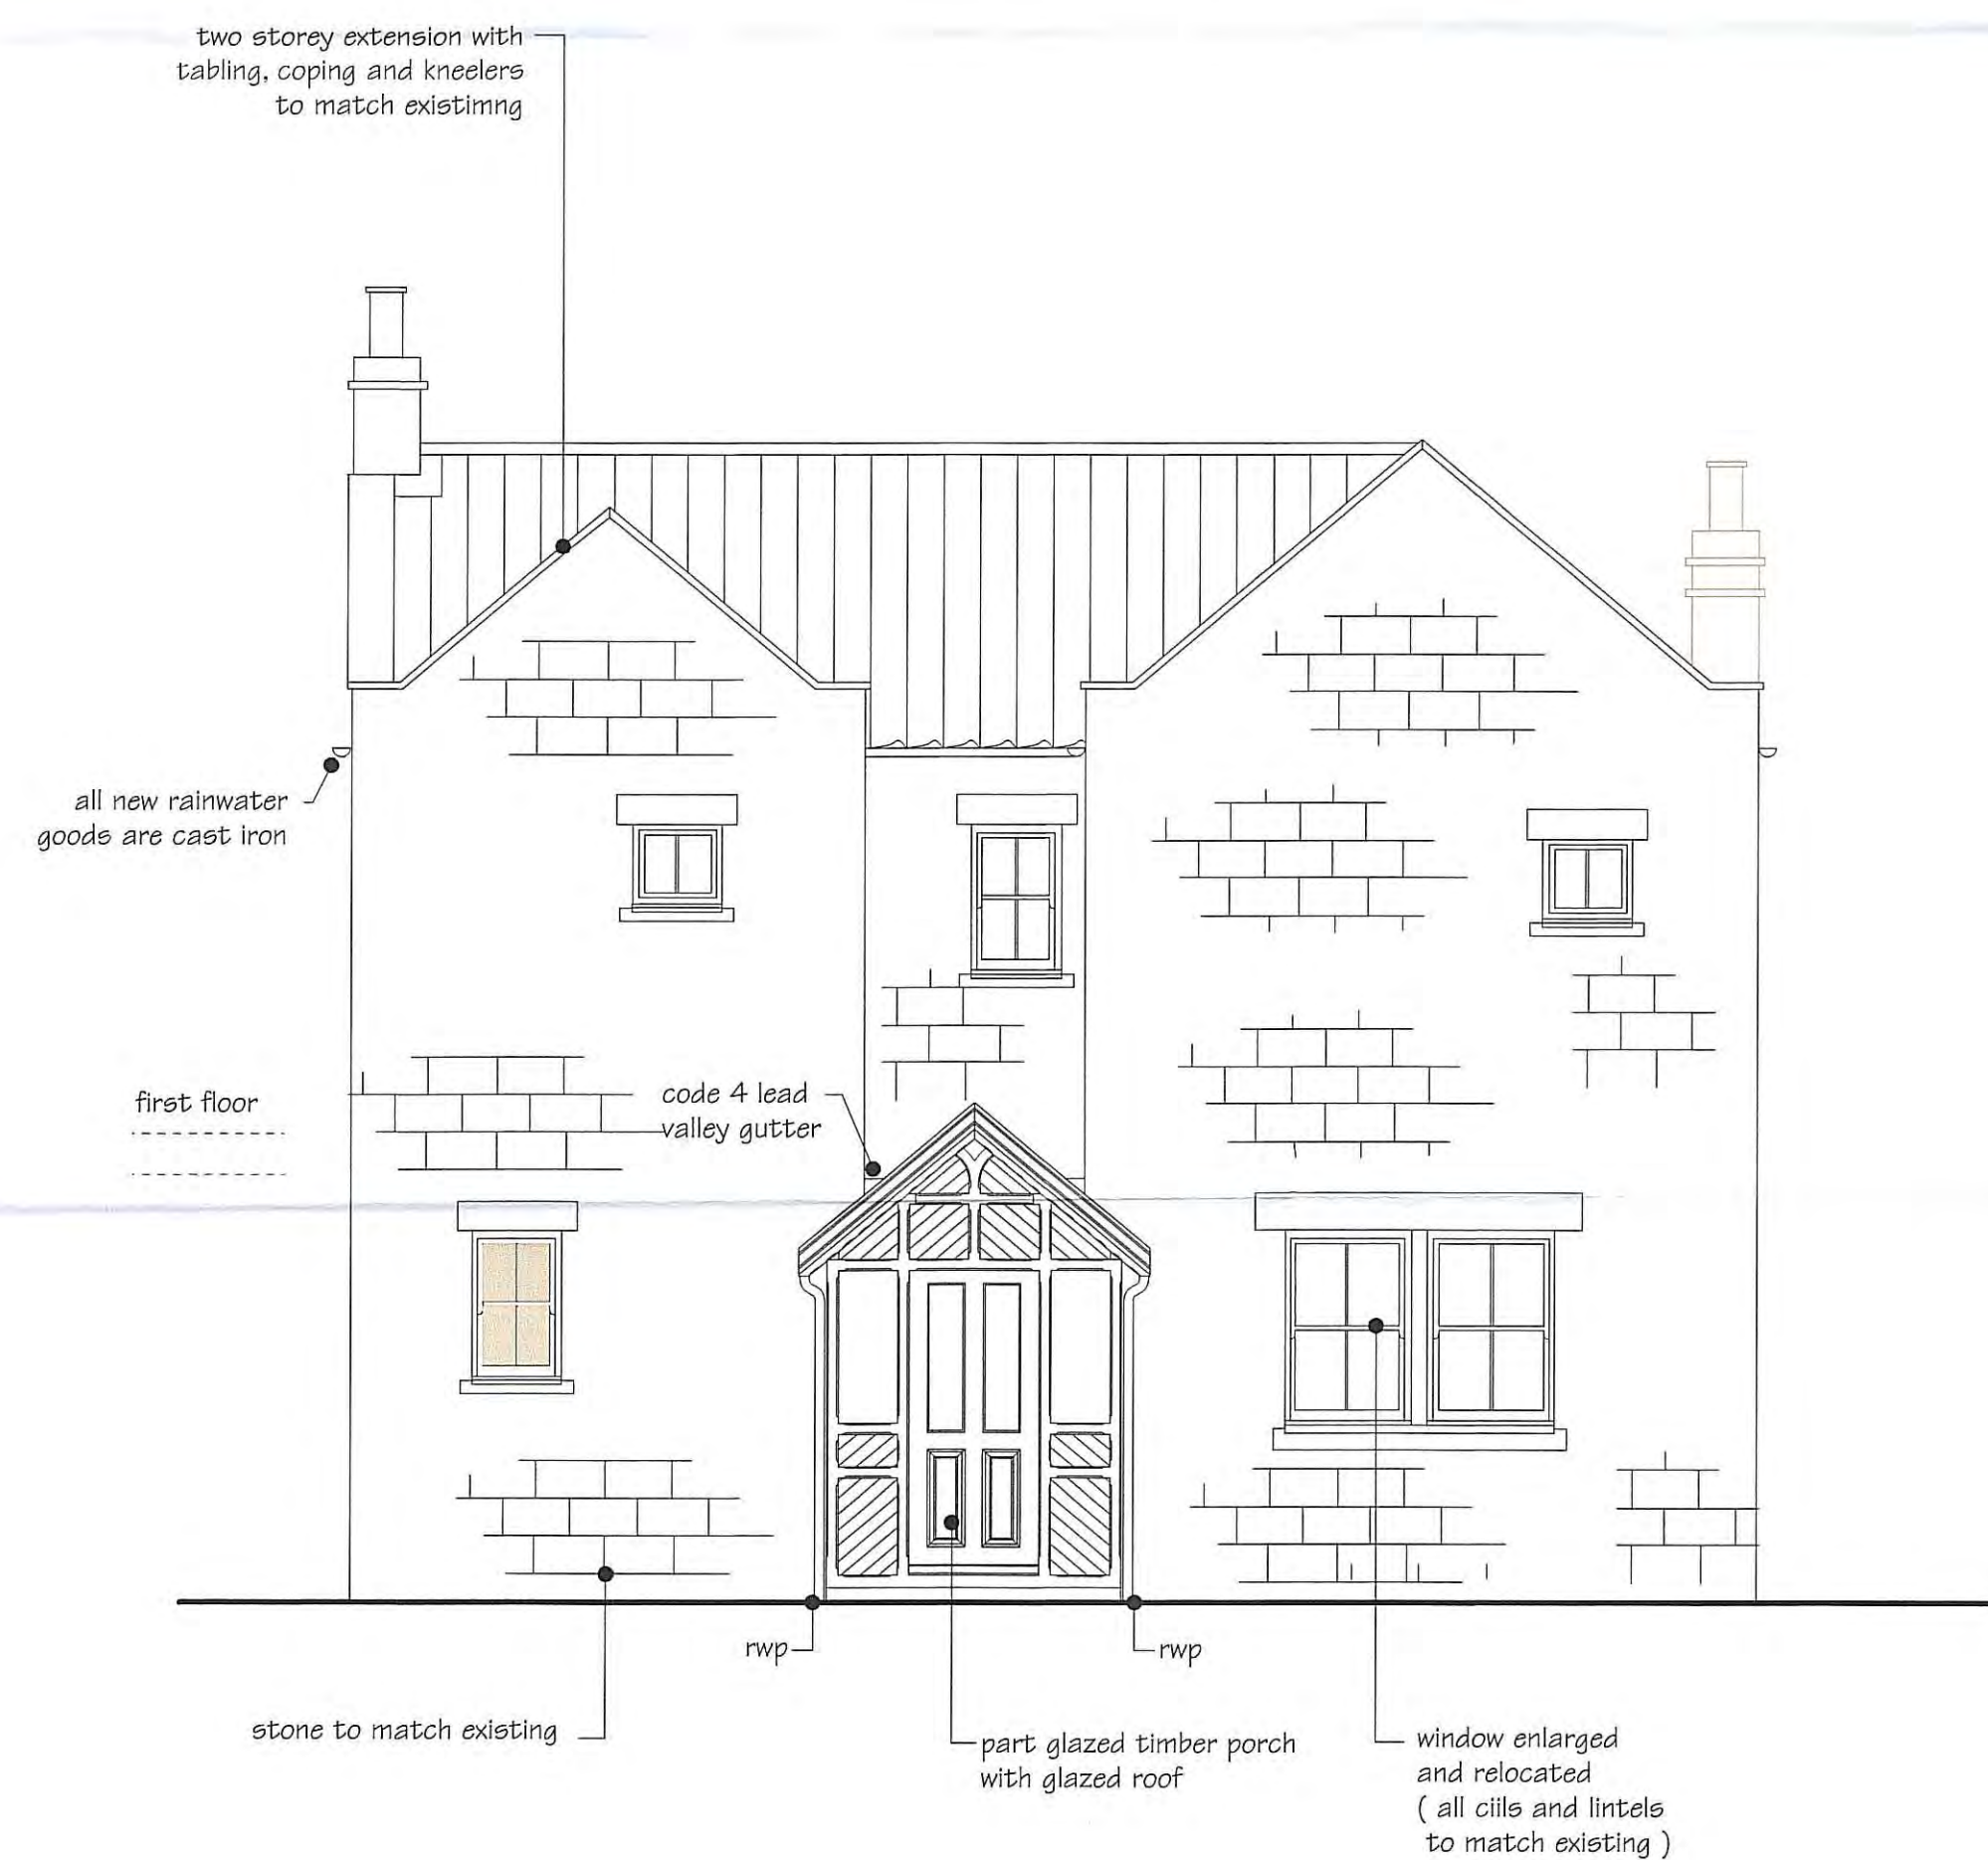 two storey extension with
tabling, coping and kneelers
to match existimng
all new rainwater
goods are cast iron
first floor
code 4 lead
valley gutter
rwp
rwp
stone to match existing
part glazed timber porch
with glazed roof
window enlarged
and relocated
( all ciils and lintels
to match existing )